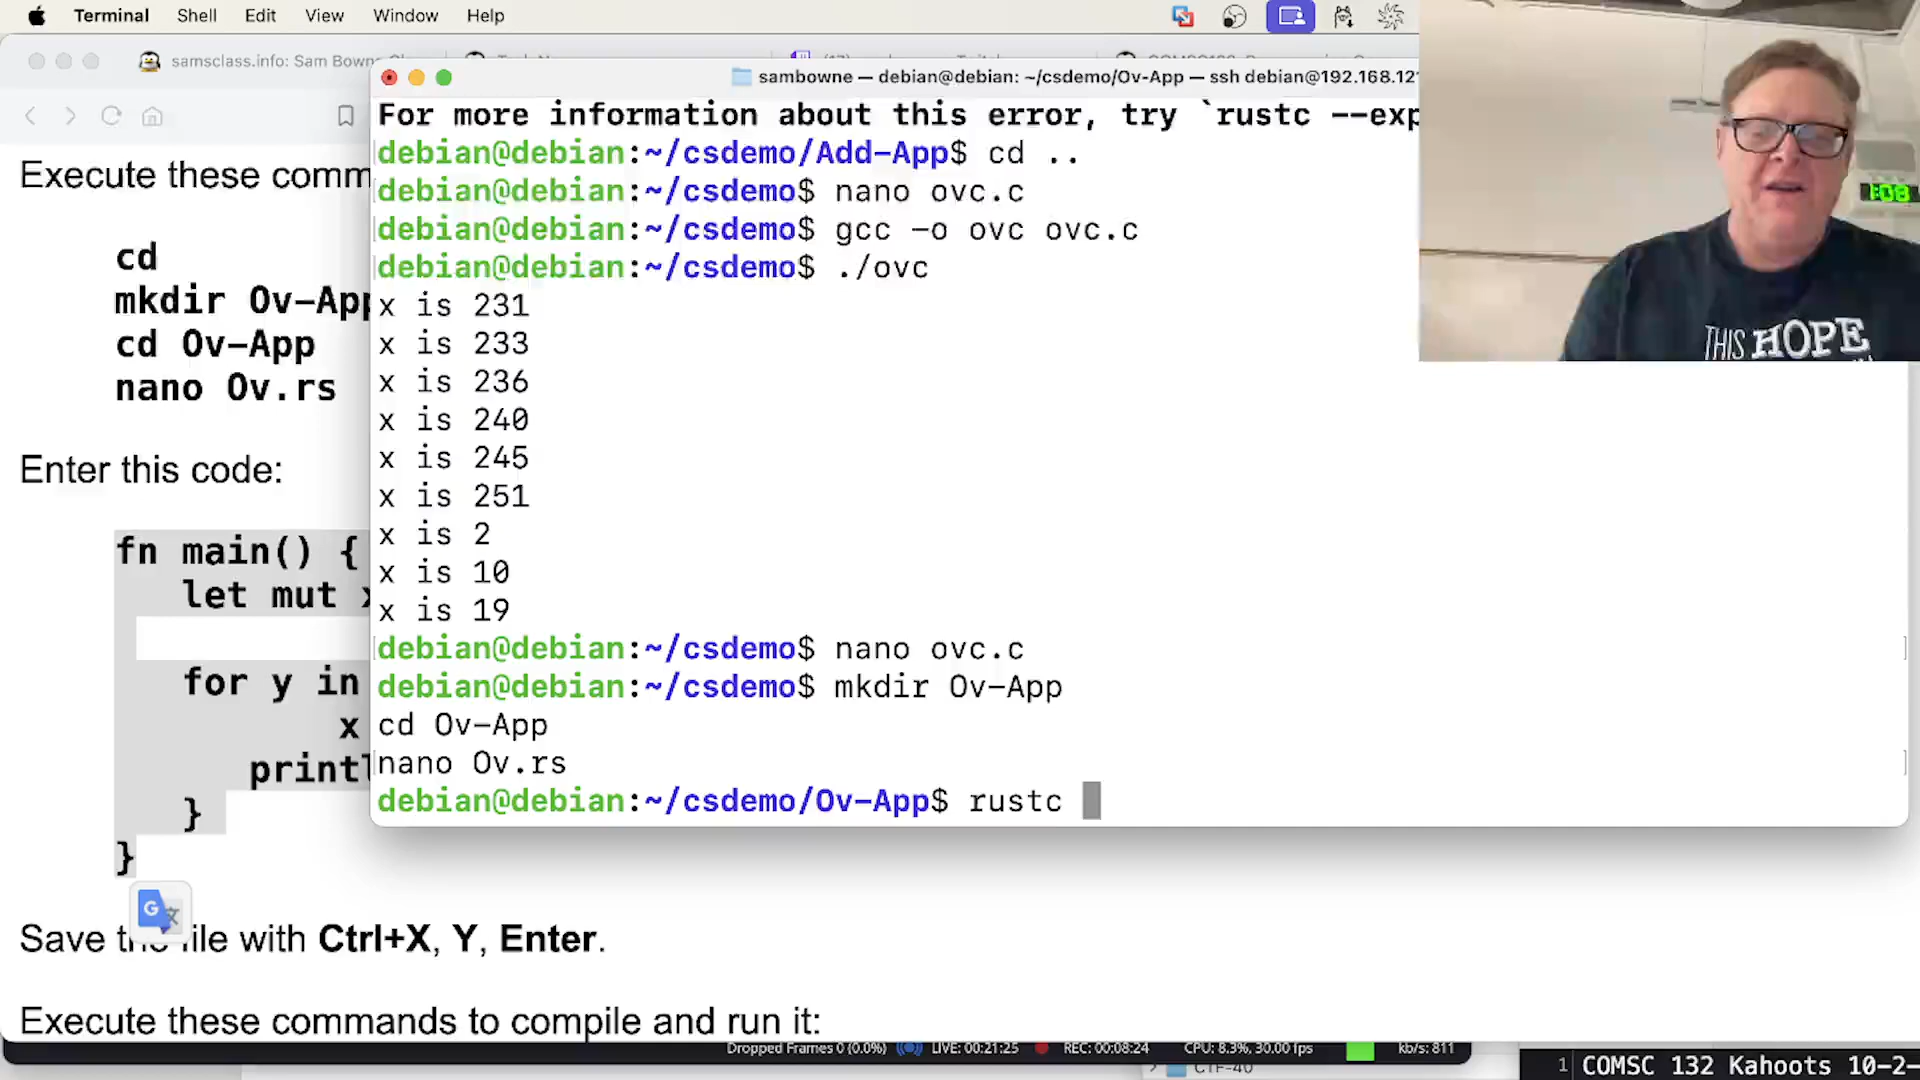 Terminal Shell Edit View Window Help
samsclass.info: Sam Bowne
sambowne — debian@debian: ~/csdemo/Ov-App — ssh debian@192.168.12
For more information about this error, try `rustc --exp
debian@debian:~/csdemo/Add-App$ cd ..
debian@debian:~/csdemo$ nano ovc.c
debian@debian:~/csdemo$ gcc -o ovc ovc.c
debian@debian:~/csdemo$ ./ovc
x is 231
x is 233
x is 236
x is 240
x is 245
x is 251
x is 2
x is 10
x is 19
debian@debian:~/csdemo$ nano ovc.c
debian@debian:~/csdemo$ mkdir Ov-App
cd Ov-App
nano Ov.rs
debian@debian:~/csdemo/Ov-App$ rustc
Execute these comm
cd
mkdir Ov-App
cd Ov-App
nano Ov.rs
Enter this code:
fn main() {
let mut x
for y in
x
printl
}
}
Save the file with Ctrl+X, Y, Enter.
Execute these commands to compile and run it:
THIS HOPE
1:08
Dropped Frames 0 (0.0%) LIVE: 00:21:25 REC: 00:08:24 CPU: 8.3%, 30.00 fps kb/s: 811
CTF-40
1 COMSC 132 Kahoots 10-2-